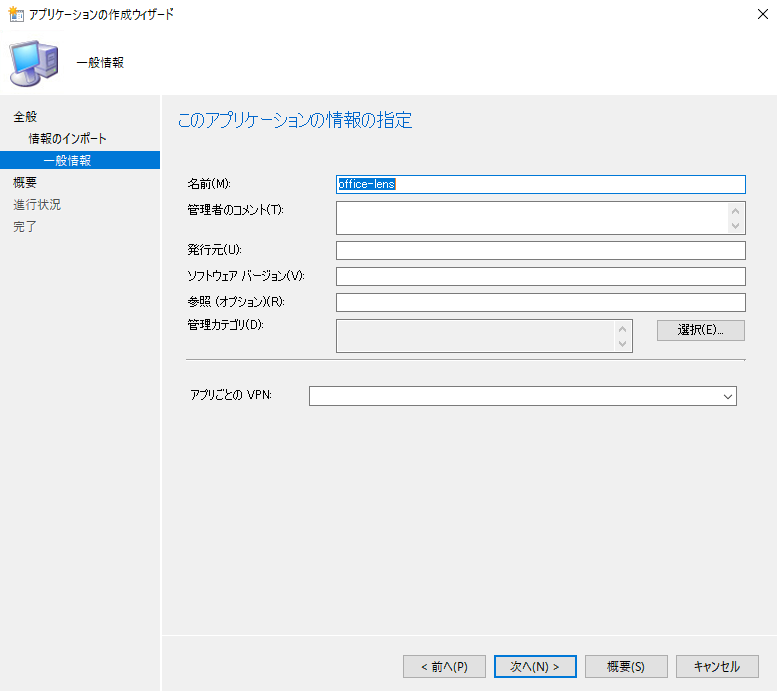 アプリケーションの作成ウィザード
一般情報
全般
情報のインポート
一般情報
概要
進行状況
完了
このアプリケーションの情報の指定
名前(M): office-lens
管理者のコメント(T):
発行元(U):
ソフトウェア バージョン(V):
参照 (オプション)(R):
管理カテゴリ(D): 選択(E)...
アプリごとの VPN:
< 前へ(P) 次へ(N) > 概要(S) キャンセル